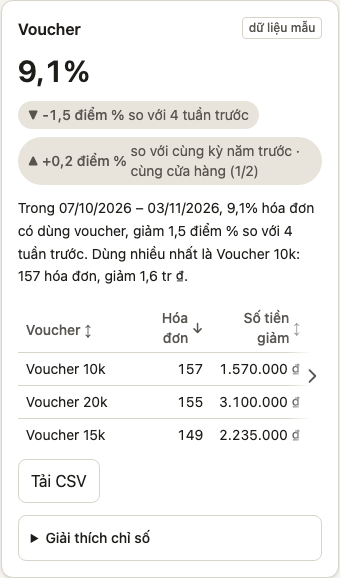 Voucher
dữ liệu mẫu
9,1%
▼ -1,5 điểm % so với 4 tuần trước
▲ +0,2 điểm % so với cùng kỳ năm trước ·
cùng cửa hàng (1/2)
Trong 07/10/2026 – 03/11/2026, 9,1% hóa đơn
có dùng voucher, giảm 1,5 điểm % so với 4
tuần trước. Dùng nhiều nhất là Voucher 10k:
157 hóa đơn, giảm 1,6 tr ₫.
Voucher ↕ Hóa đơn ↓ Số tiền giảm ↕
Voucher 10k 157 1.570.000 ₫
Voucher 20k 155 3.100.000 ₫
Voucher 15k 149 2.235.000 ₫
Tải CSV
▶ Giải thích chỉ số